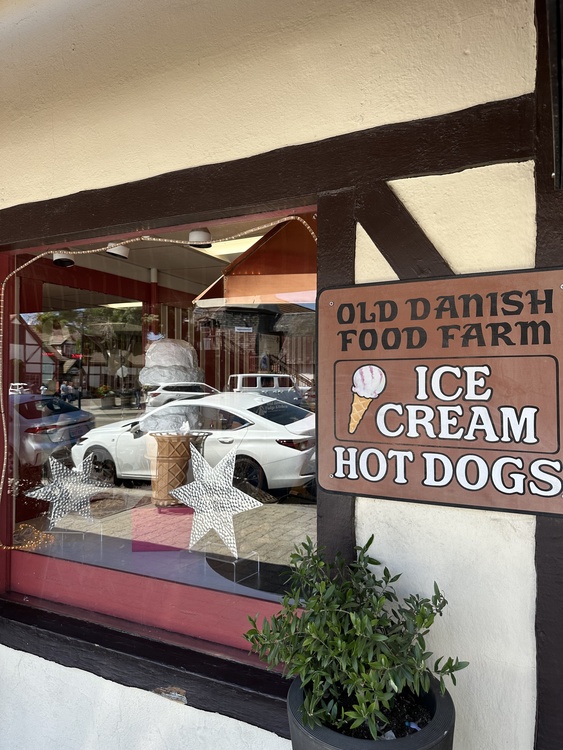 OLD DANISH
FOOD FARM
ICE
CREAM
HOT DOGS